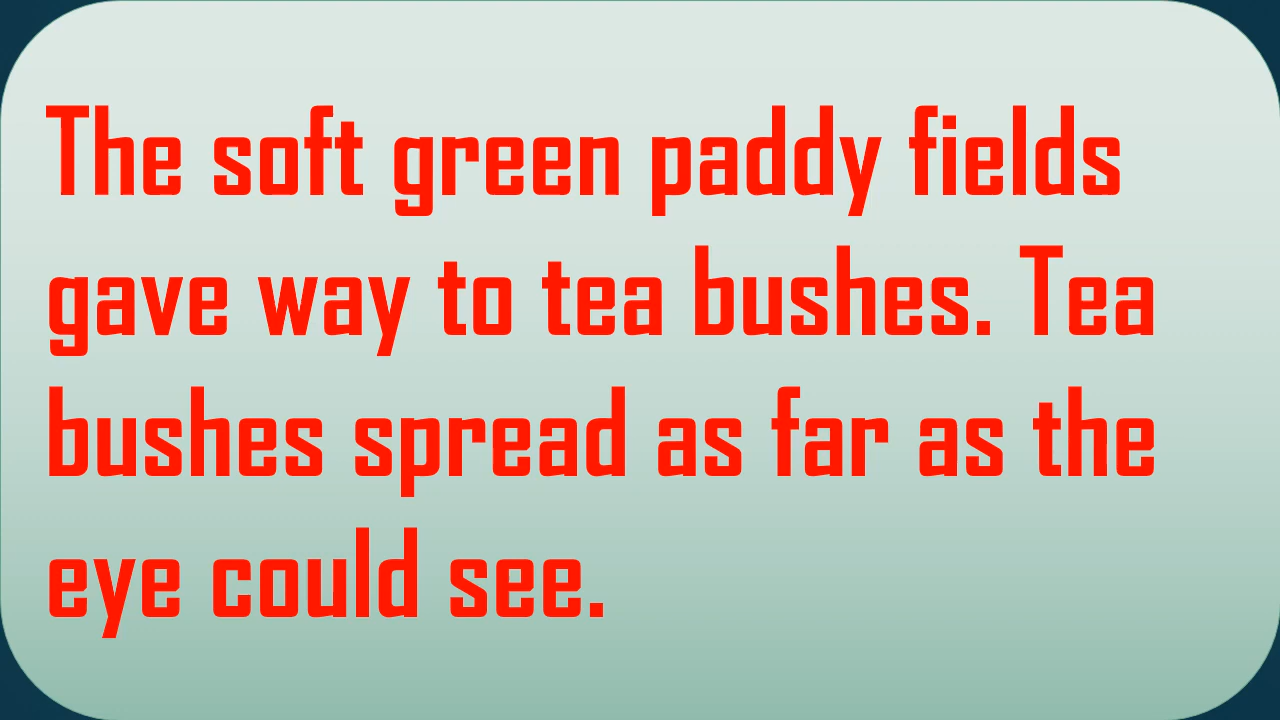 The soft green paddy fields
gave way to tea bushes. Tea
bushes spread as far as the
eye could see.